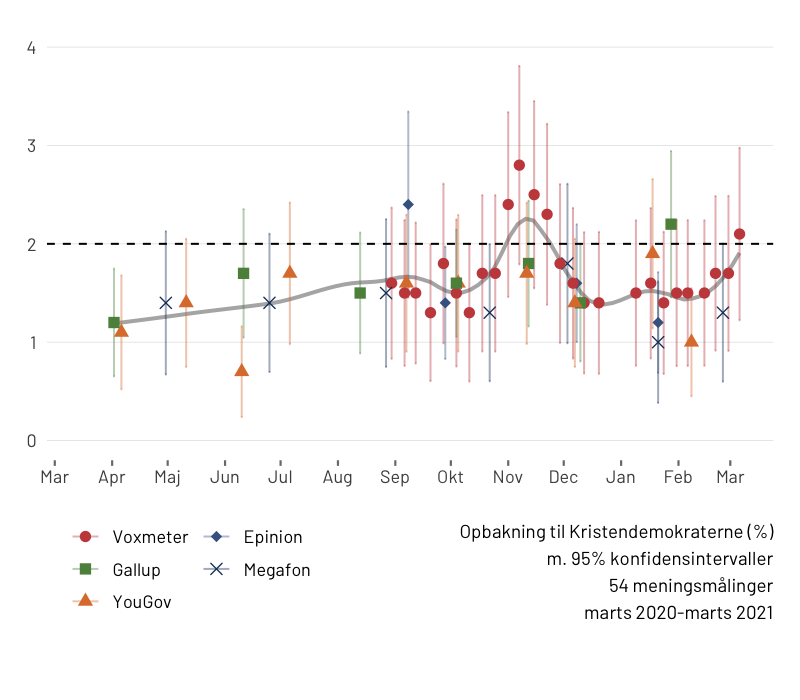 4
3
2
1
0
Mar Apr Maj Jun Jul Aug Sep Okt Nov Dec Jan Feb Mar
Voxmeter Epinion
Gallup Megafon
YouGov
Opbakning til Kristendemokraterne (%)
m. 95% konfidensintervaller
54 meningsmålinger
marts 2020-marts 2021